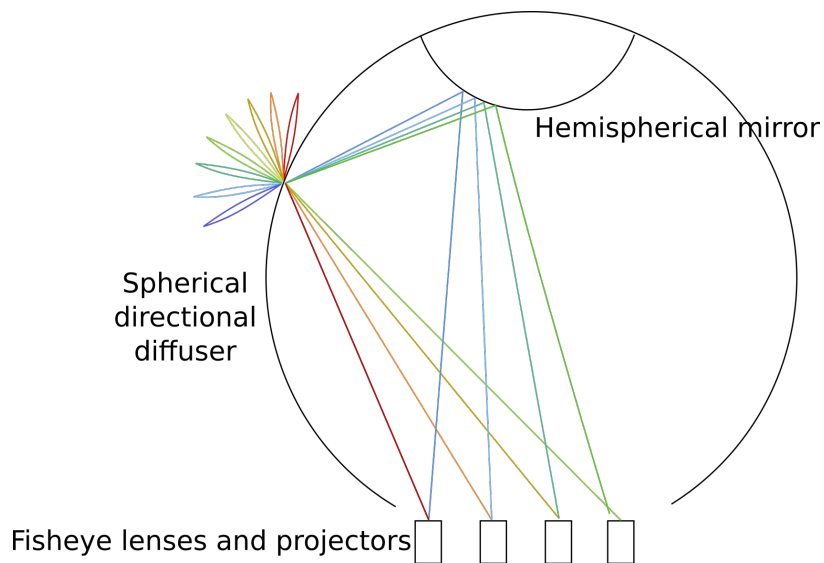 Hemispherical mirror
Spherical
directional
diffuser
Fisheye lenses and projectors